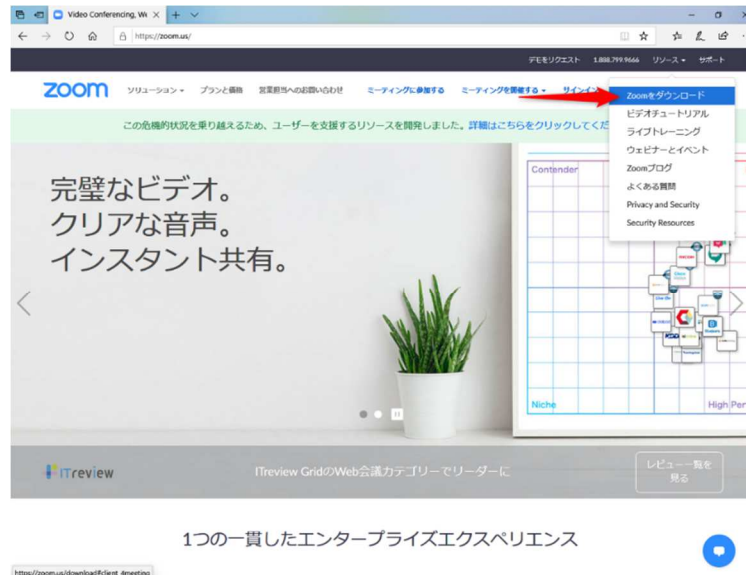 Video Conferencing, We
https://zoom.us/
デモをリクエスト 1.888.799.9666 リソース サポート
zoom ソリューション プランと価格 営業担当へのお問い合わせ ミーティングに参加する ミーティングを開催する サインイン
Zoomをダウンロード
ビデオチュートリアル
ライブトレーニング
ウェビナーとイベント
Zoomブログ
よくある質問
Privacy and Security
Security Resources
この危機的状況を乗り越えるため、ユーザーを支援するリソースを開発しました。詳細はこちらをクリックしてくだ
完璧なビデオ。
クリアな音声。
インスタント共有。
Contender
Niche
High Per
ITreview
ITreview GridのWeb会議カテゴリーでリーダーに
レビュー一覧を
見る
1つの一貫したエンタープライズエクスペリエンス
https://zoom.us/download#client_4meeting